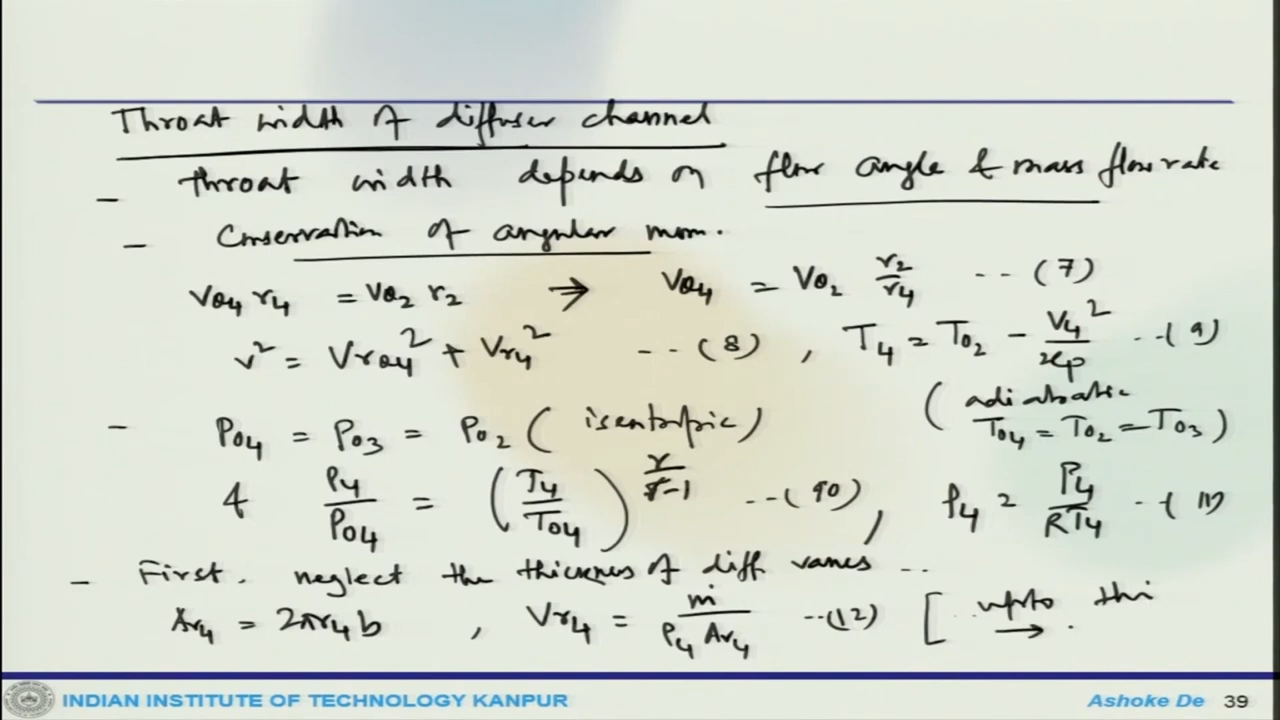 Throat width of diffuser channel
- Throat width depends on flow angle & mass flow rate
- Conservation of angular mom.
Vθ4 r4 = Vθ2 r2 → Vθ4 = Vθ2 r2/r4 -- (7)
v² = Vrθ4² + Vr4² -- (8) , T4 = T02 - V4²/2cp -- (9)
(adiabatic T04 = T02 = T03)
- P04 = P03 = P02 (isentropic)
& P4/P04 = (T4/T04)^(γ/γ-1) -- (10) , ρ4 = P4/RT4 -- (11)
- First. neglect the thickness of diff vanes ..
Ar4 = 2πr4b , Vr4 = ṁ/ρ4 Ar4 -- (12) [ .. upto thi
INDIAN INSTITUTE OF TECHNOLOGY KANPUR
Ashoke De 39